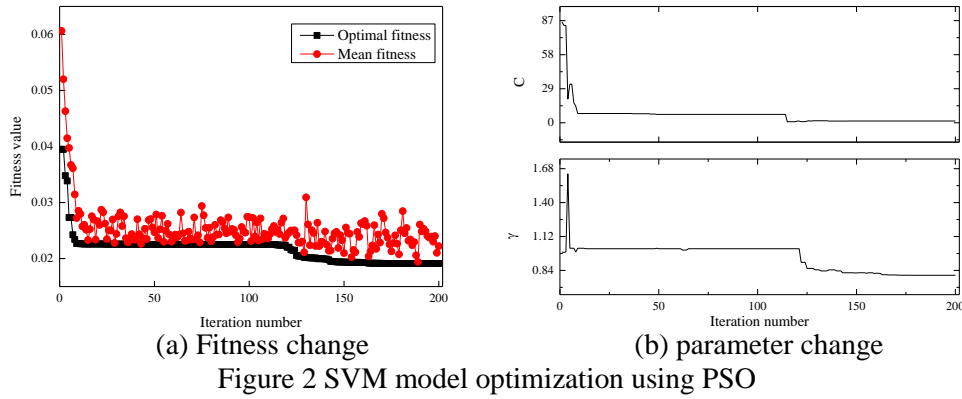 0.06
0.05
0.04
0.03
0.02
Fitness value
Optimal fitness
Mean fitness
0 50 100 150 200
Iteration number
(a) Fitness change
87
58
29
0
C
1.68
1.40
1.12
0.84
γ
0 50 100 150 200
Iteration number
(b) parameter change
Figure 2 SVM model optimization using PSO